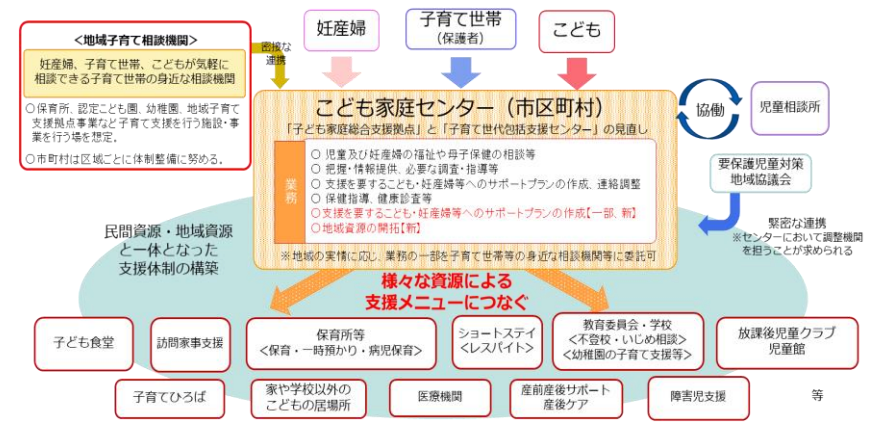 <地域子育て相談機関>
妊産婦、子育て世帯、こどもが気軽に
相談できる子育て世帯の身近な相談機関
○保育所、認定こども園、幼稚園、地域子育て
支援拠点事業など子育て支援を行う施設・事
業を行う場を想定。
○市町村は区域ごとに体制整備に努める。
密接な
連携
妊産婦
子育て世帯
(保護者)
こども
こども家庭センター(市区町村)
「子ども家庭総合支援拠点」と「子育て世代包括支援センター」の見直し
業務
○ 児童及び妊産婦の福祉や母子保健の相談等
○ 把握・情報提供、必要な調査・指導等
○ 支援を要するこども・妊産婦等へのサポートプランの作成、連絡調整
○ 保健指導、健康診査等
○支援を要するこども・妊産婦等へのサポートプランの作成【一部、新】
○地域資源の開拓【新】
※地域の実情に応じ、業務の一部を子育て世帯等の身近な相談機関等に委託可
協働
児童相談所
要保護児童対策
地域協議会
緊密な連携
※センターにおいて調整機関
を担うことが求められる
民間資源・地域資源
と一体となった
支援体制の構築
様々な資源による
支援メニューにつなぐ
子ども食堂
訪問家事支援
保育所等
<保育・一時預かり・病児保育>
ショートステイ
<レスパイト>
教育委員会・学校
<不登校・いじめ相談>
<幼稚園の子育て支援等>
放課後児童クラブ
児童館
子育てひろば
家や学校以外の
こどもの居場所
医療機関
産前産後サポート
産後ケア
障害児支援
等